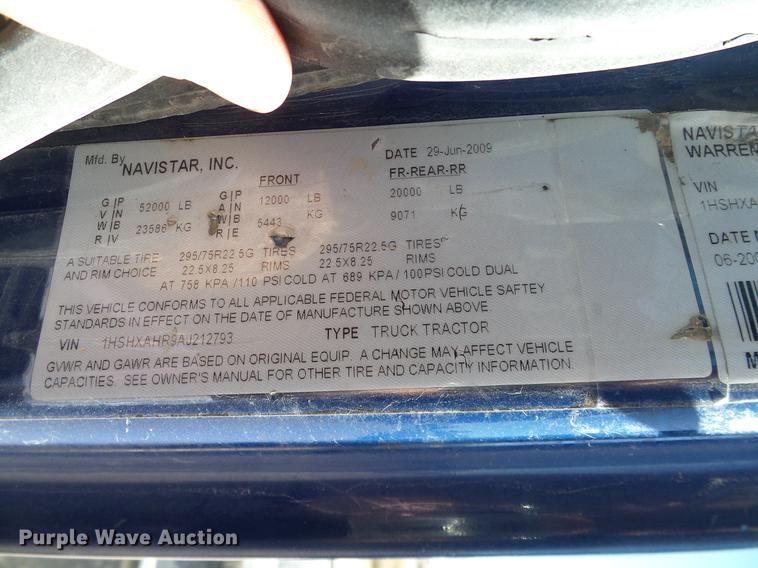 Mfd. By NAVISTAR, INC. DATE 29-Jun-2009
FRONT FR-REAR-RR
G|P 52000 LB G|P 12000 LB 20000 LB
V|N A|N
W|B 23586 KG W|B 5443 KG 9071 KG
R|V R|E
A SUITABLE TIRE 295/75R22.5G TIRES 295/75R22.5G TIRES
AND RIM CHOICE 22.5X8.25 RIMS 22.5X8.25 RIMS
AT 758 KPA /110 PSI COLD AT 689 KPA / 100PSI COLD DUAL
THIS VEHICLE CONFORMS TO ALL APPLICABLE FEDERAL MOTOR VEHICLE SAFTEY
STANDARDS IN EFFECT ON THE DATE OF MANUFACTURE SHOWN ABOVE.
VIN 1HSHXAHR9AJ212793 TYPE TRUCK TRACTOR
GVWR AND GAWR ARE BASED ON ORIGINAL EQUIP. A CHANGE MAY AFFECT VEHICLE
CAPACITIES. SEE OWNER'S MANUAL FOR OTHER TIRE AND CAPACITY INFORMATION.
NAVISTAR
WARREN
VIN
1HSHXA
DATE
06-200
M
Purple Wave Auction